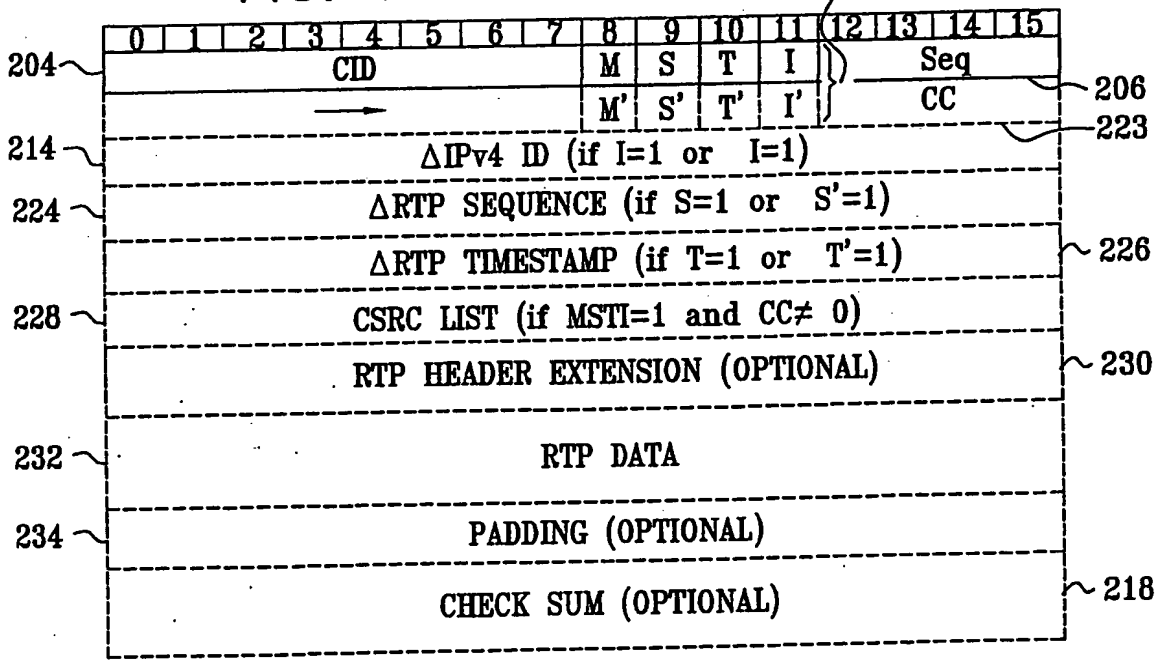 0 1 2 3 4 5 6 7 8 9 10 11 12 13 14 15
204 CID M S T I Seq
206
M' S' T' I' CC
223
214 ΔIPv4 ID (if I=1 or I=1)
224 ΔRTP SEQUENCE (if S=1 or S'=1)
ΔRTP TIMESTAMP (if T=1 or T'=1) 226
228 CSRC LIST (if MSTI=1 and CC≠ 0)
RTP HEADER EXTENSION (OPTIONAL) 230
232 RTP DATA
234 PADDING (OPTIONAL)
CHECK SUM (OPTIONAL) 218